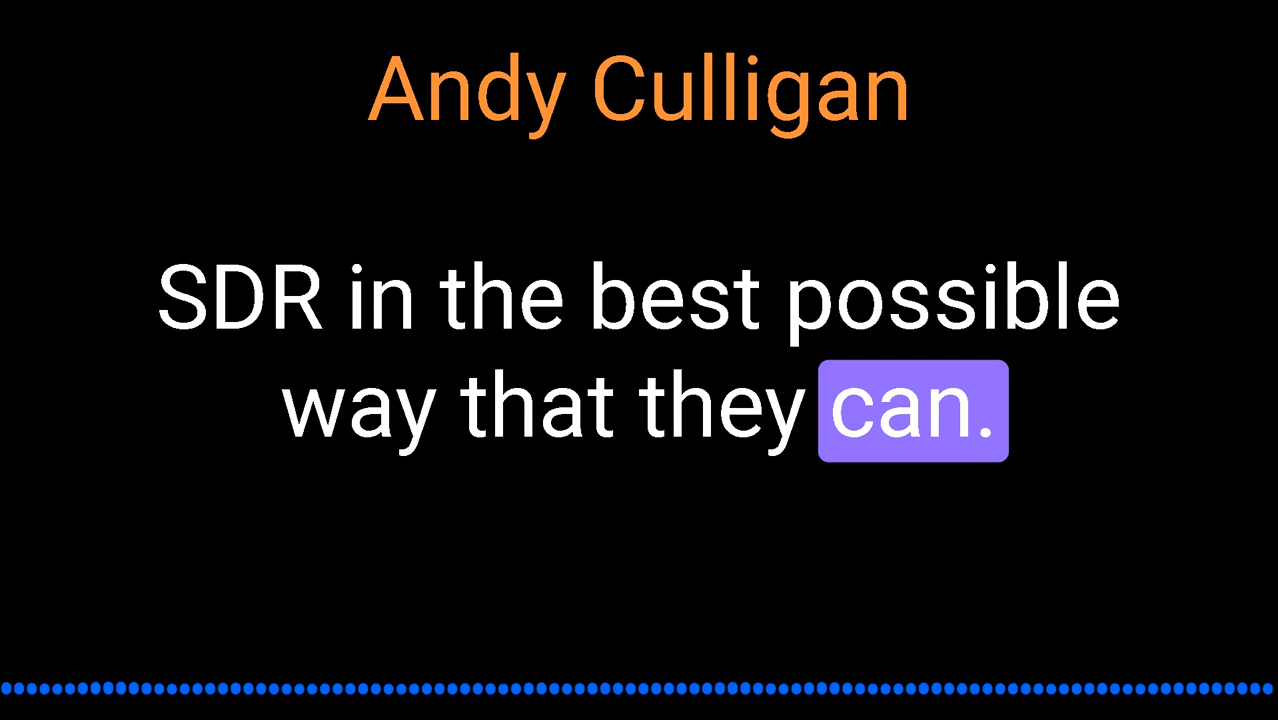 Andy Culligan
SDR in the best possible
way that they can.